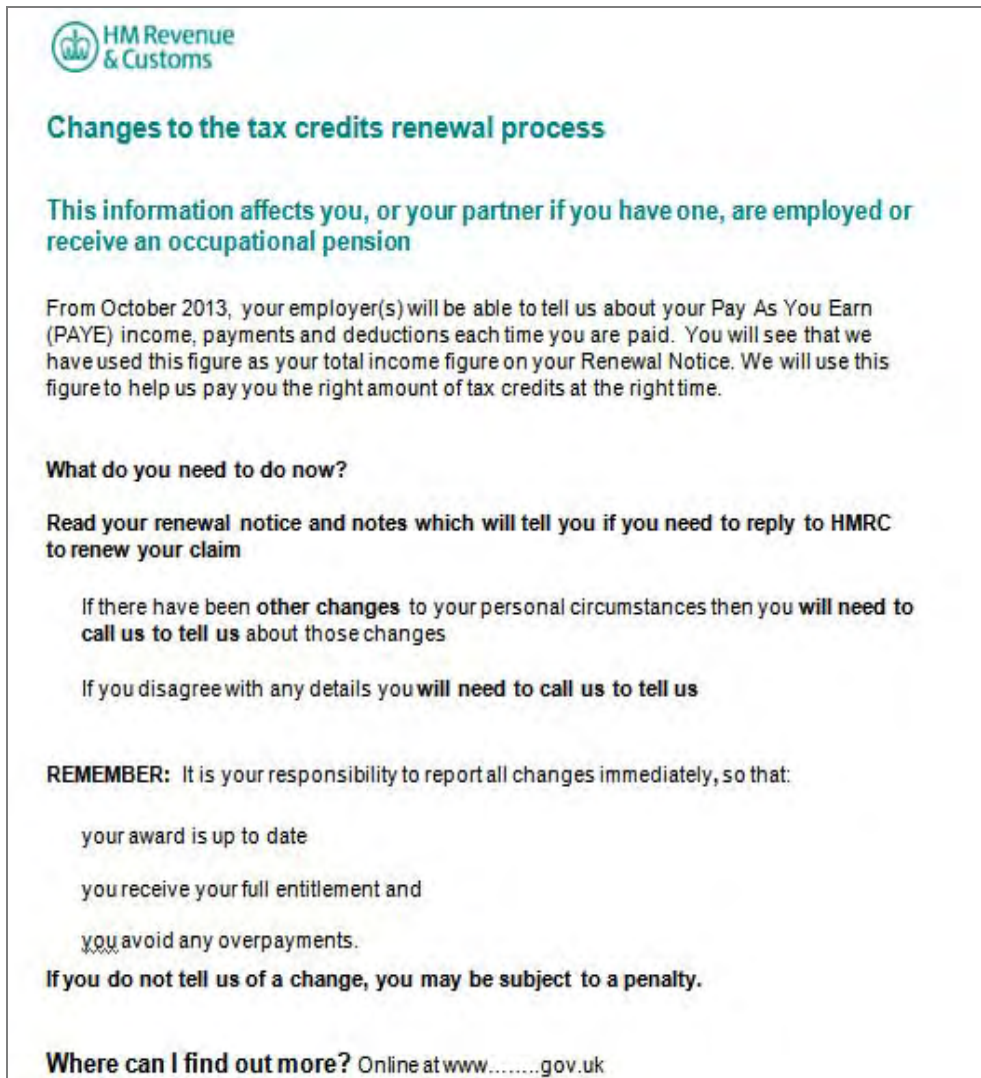 HM Revenue
& Customs
Changes to the tax credits renewal process
This information affects you, or your partner if you have one, are employed or
receive an occupational pension
From October 2013, your employer(s) will be able to tell us about your Pay As You Earn
(PAYE) income, payments and deductions each time you are paid. You will see that we
have used this figure as your total income figure on your Renewal Notice. We will use this
figure to help us pay you the right amount of tax credits at the right time.
What do you need to do now?
Read your renewal notice and notes which will tell you if you need to reply to HMRC
to renew your claim
If there have been other changes to your personal circumstances then you will need to
call us to tell us about those changes
If you disagree with any details you will need to call us to tell us
REMEMBER: It is your responsibility to report all changes immediately, so that:
your award is up to date
you receive your full entitlement and
you avoid any overpayments.
If you do not tell us of a change, you may be subject to a penalty.
Where can I find out more? Online at www........gov.uk